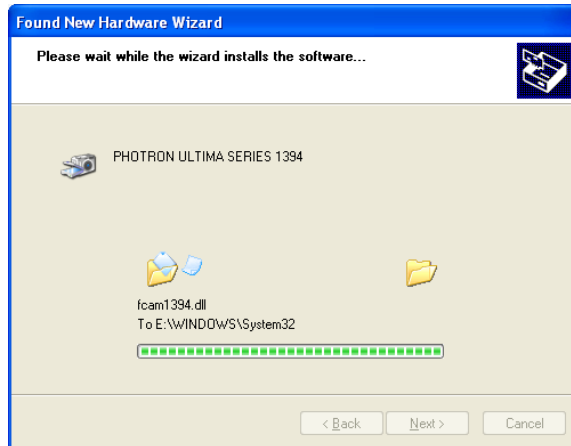 Found New Hardware Wizard
Please wait while the wizard installs the software...
PHOTRON ULTIMA SERIES 1394
fcam1394.dll
To E:\WINDOWS\System32
< Back Next > Cancel